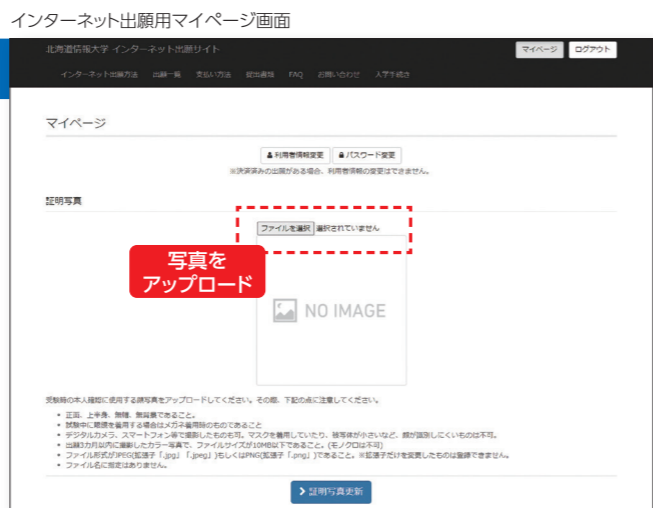 インターネット出願用マイページ画面
北海道情報大学 インターネット出願サイト
マイページ ログアウト
インターネット出願方法 出願一覧 支払い方法 提出書類 FAQ お問い合わせ 入学手続き
マイページ
利用者情報変更 パスワード変更
※決済済みの出願がある場合、利用者情報の変更はできません。
証明写真
ファイルを選択 選択されていません
写真を
アップロード
NO IMAGE
受験時の本人確認に使用する顔写真をアップロードしてください。その際、下記の点に注意してください。
• 正面、上半身、無帽、無背景であること。
• 試験中に眼鏡を着用する場合はメガネ着用時のものであること
• デジタルカメラ、スマートフォン等で撮影したものも可。マスクを着用していたり、被写体が小さいなど、顔が識別しにくいものは不可。
• 出願3カ月以内に撮影したカラー写真で、ファイルサイズが10MB以下であること。(モノクロは不可)
• ファイル形式がJPEG(拡張子「.jpg」「.jpeg」)もしくはPNG(拡張子「.png」)であること。※拡張子だけを変更したものは登録できません。
• ファイル名に指定はありません。
証明写真更新